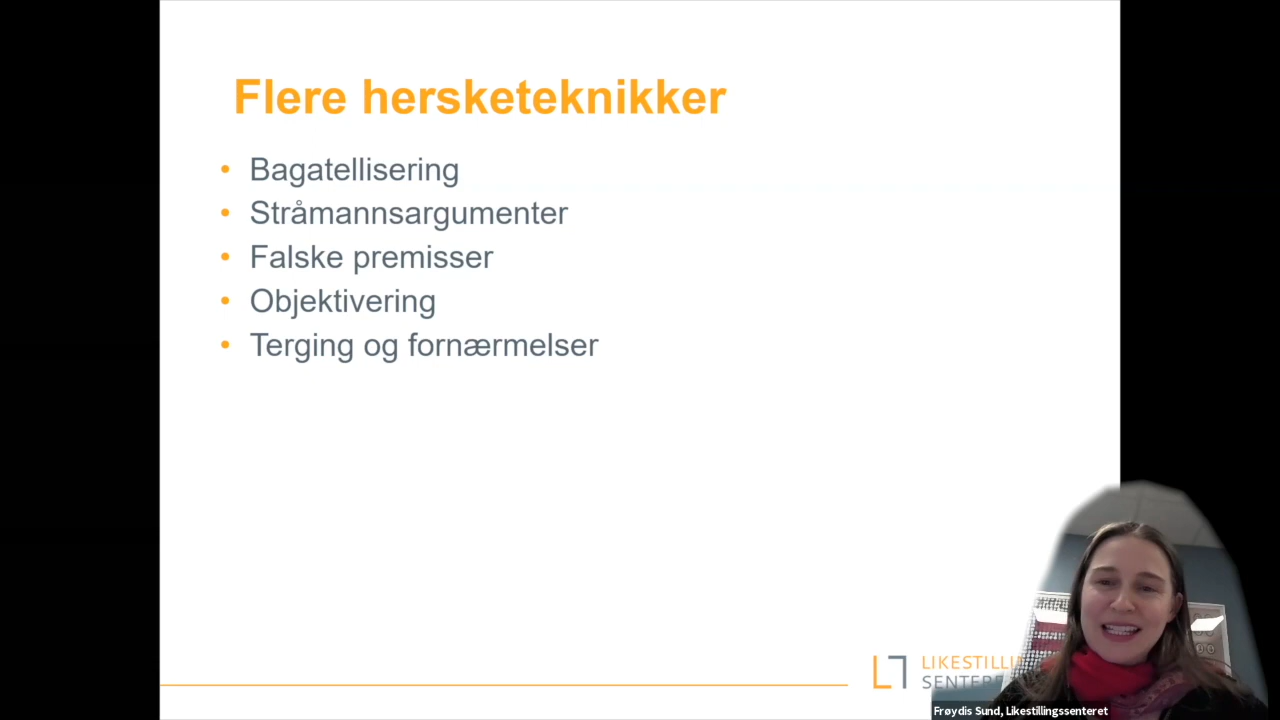 Flere hersketeknikker
• Bagatellisering
• Stråmannsargumenter
• Falske premisser
• Objektivering
• Terging og fornærmelser
Frøydis Sund, Likestillingssenteret